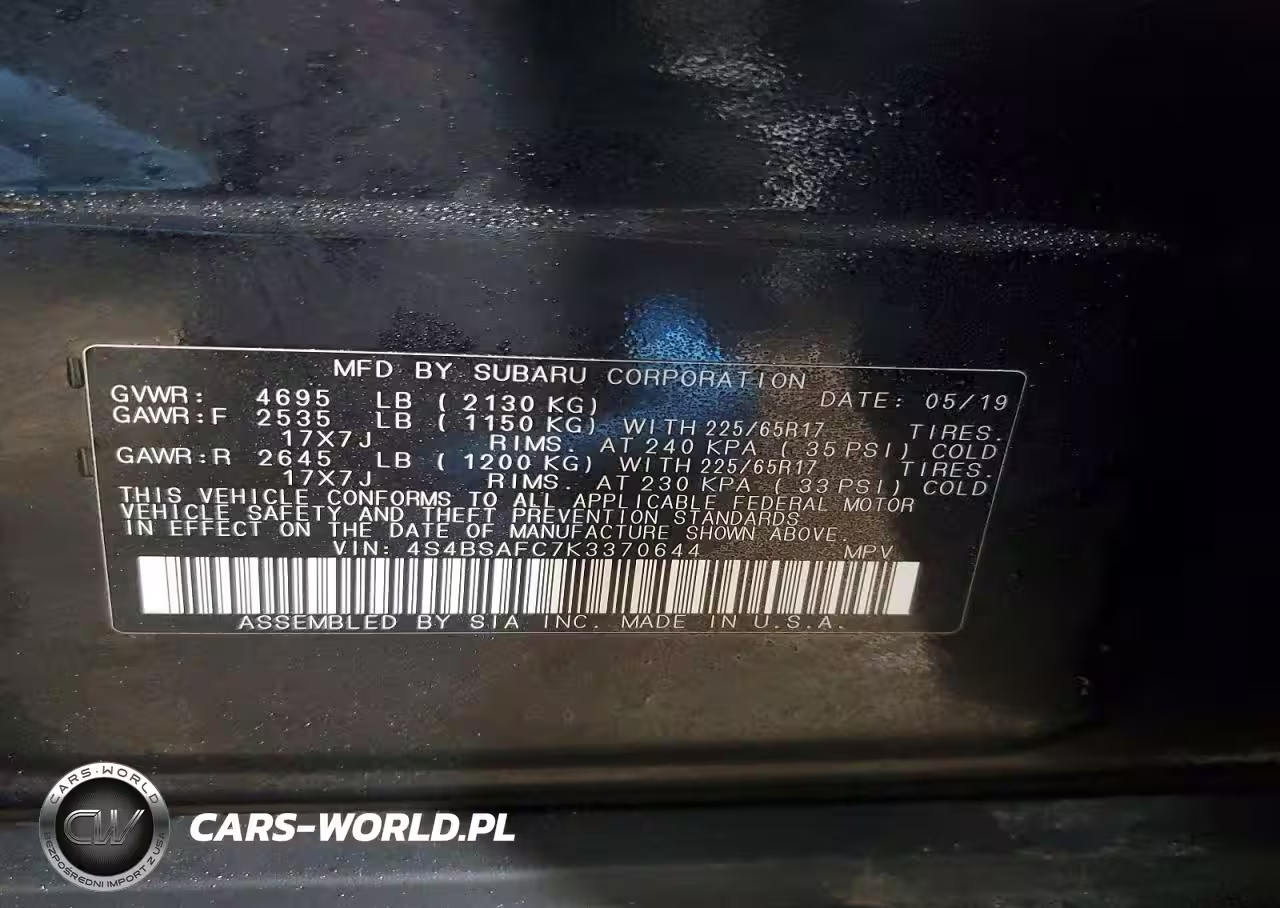 MFD BY SUBARU CORPORATION
GVWR: 4695 LB ( 2130 KG) DATE: 05/19
GAWR:F 2535 LB ( 1150 KG) WITH 225/65R17 TIRES.
17X7J RIMS. AT 240 KPA ( 35 PSI) COLD
GAWR:R 2645 LB ( 1200 KG) WITH 225/65R17 TIRES.
17X7J RIMS. AT 230 KPA ( 33 PSI) COLD
THIS VEHICLE CONFORMS TO ALL APPLICABLE FEDERAL MOTOR
VEHICLE SAFETY AND THEFT PREVENTION STANDARDS
IN EFFECT ON THE DATE OF MANUFACTURE SHOWN ABOVE.
VIN: 4S4BSAFC7K3370644 MPV
ASSEMBLED BY SIA INC. MADE IN U.S.A.
CARS-WORLD
CW
BEZPOŚREDNI IMPORT Z USA
CARS-WORLD.PL